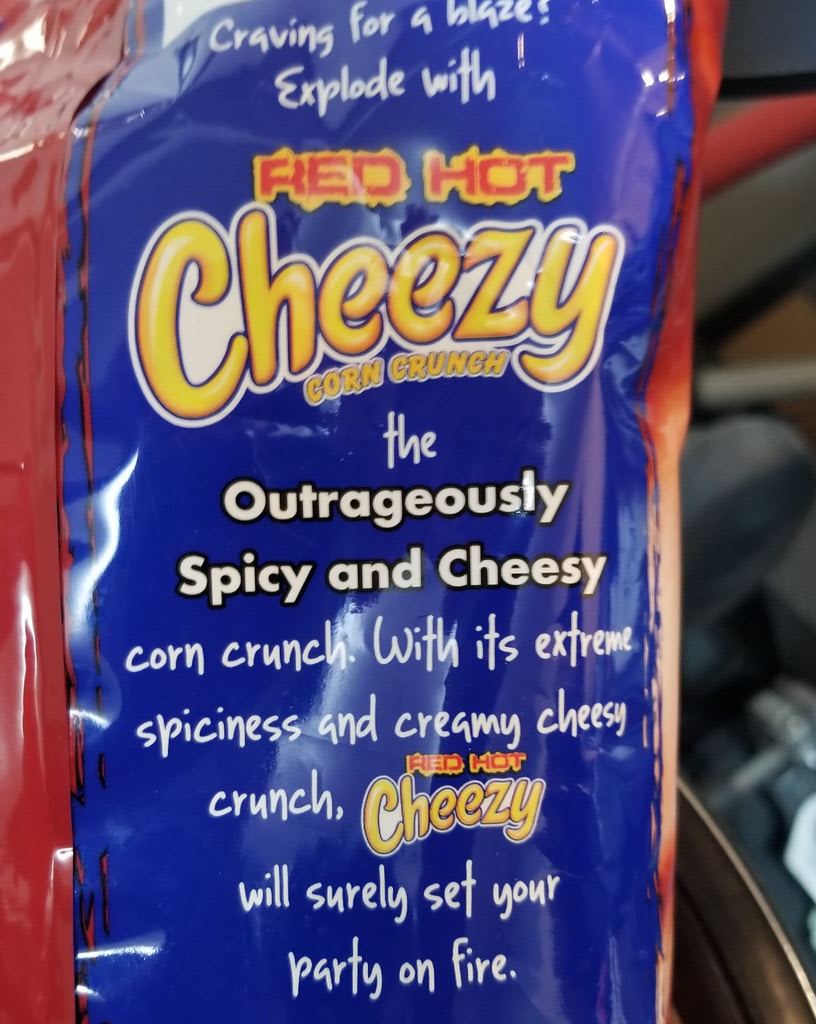 Craving for a blaze?
Explode with
RED HOT
Cheezy
CORN CRUNCH
the
Outrageously
Spicy and Cheesy
corn crunch. With its extreme
spiciness and creamy cheesy
crunch, RED HOT Cheezy
will surely set your
party on fire.